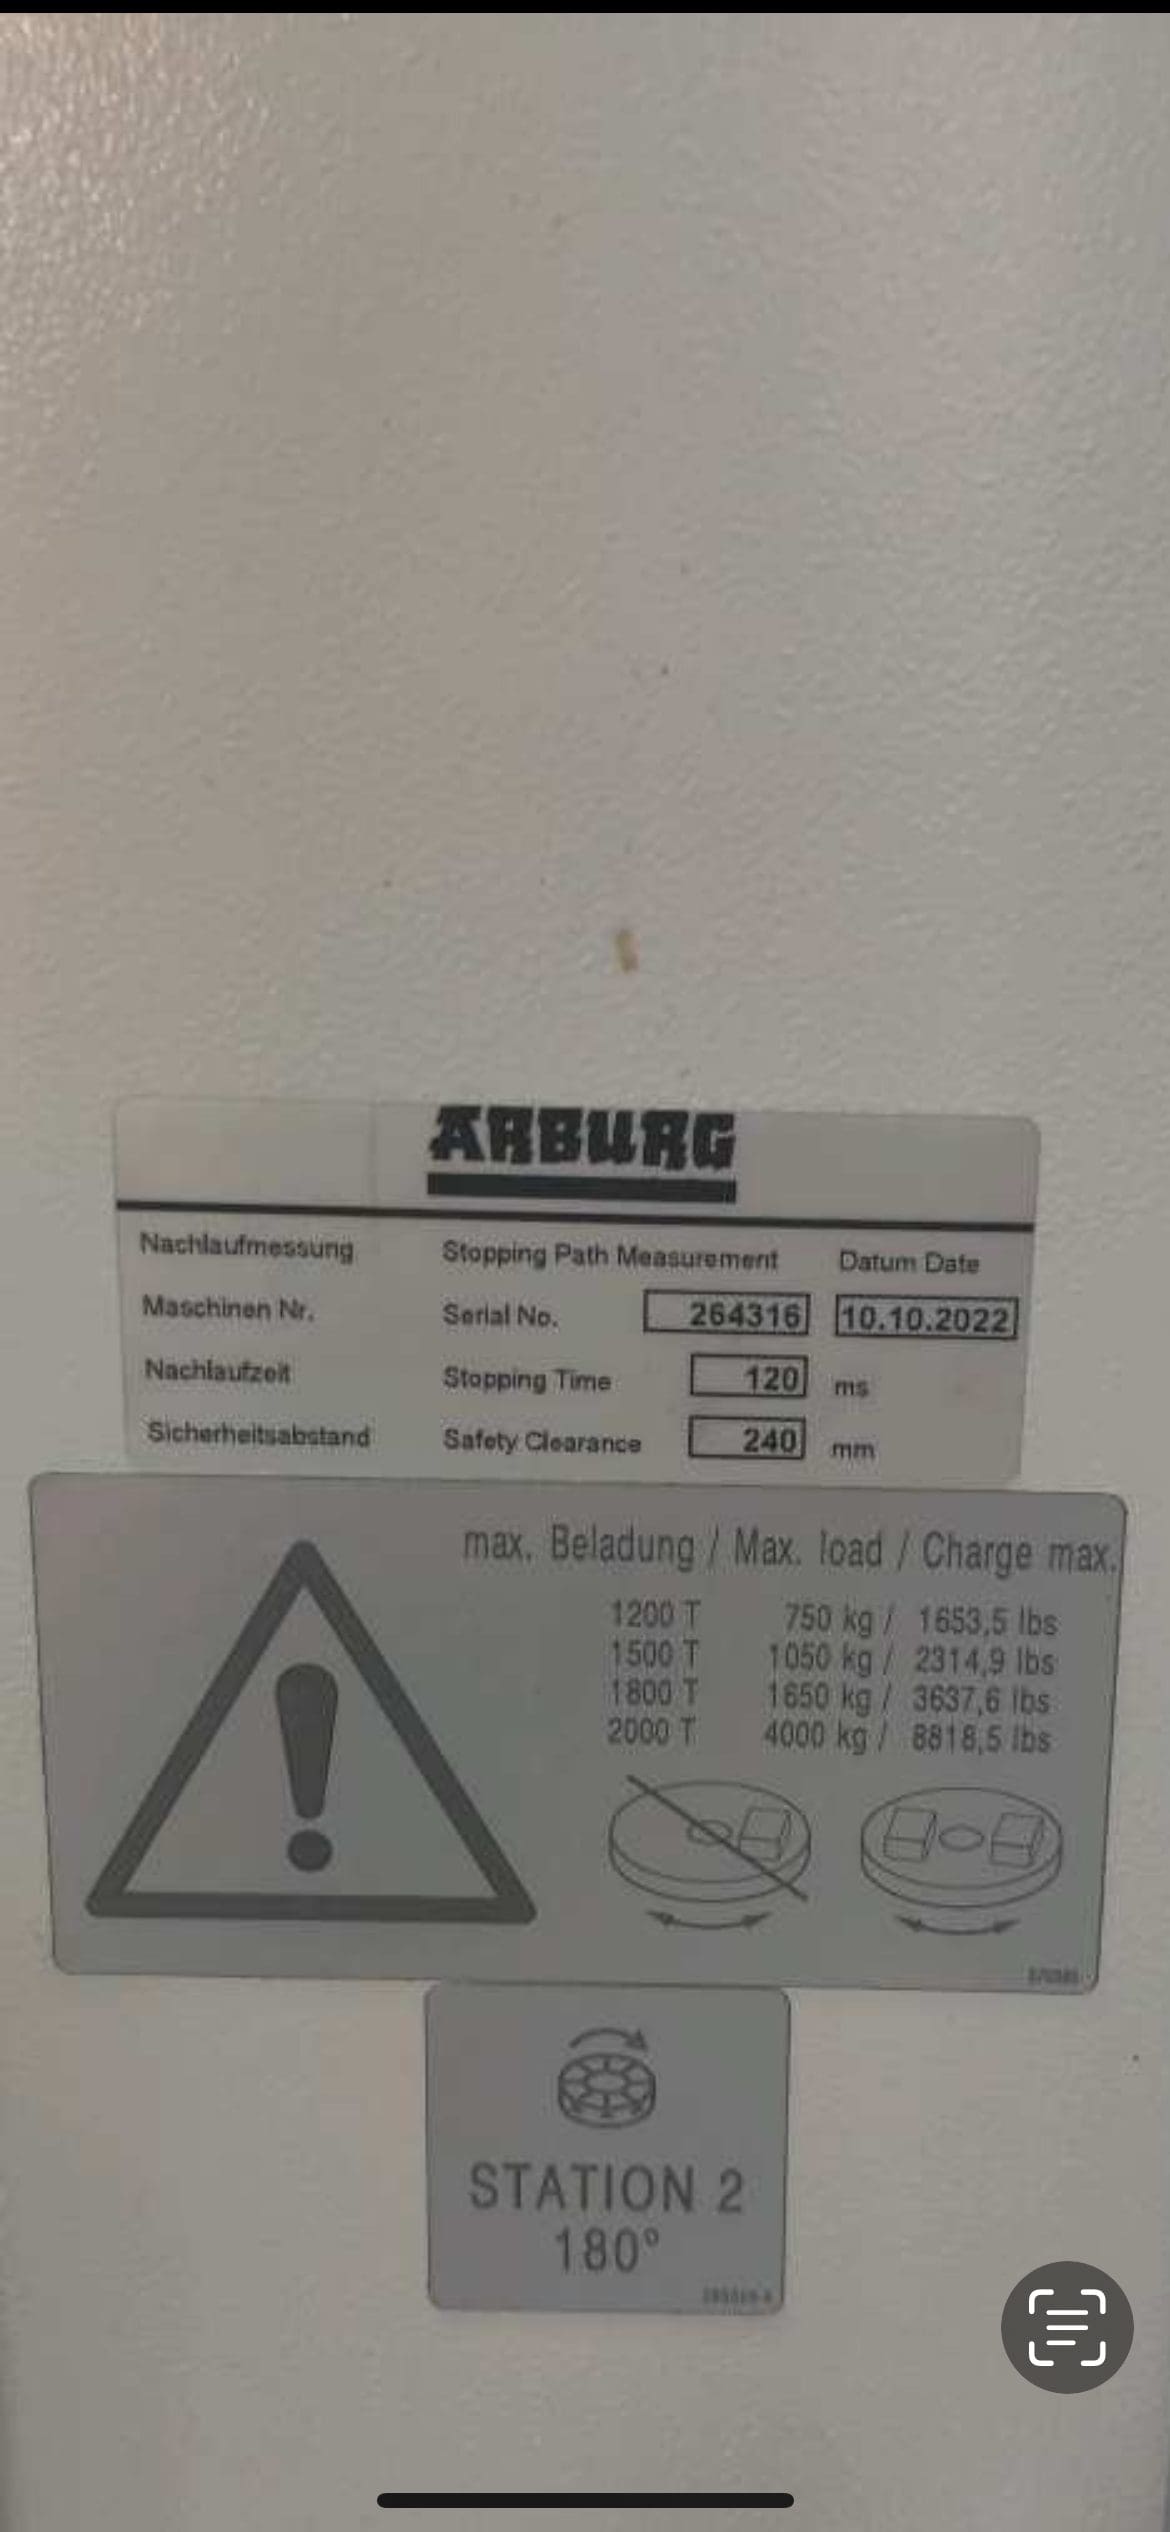 ARBURG
Nachlaufmessung Stopping Path Measurement Datum Date
Maschinen Nr. Serial No. 264316 10.10.2022
Nachlaufzeit Stopping Time 120 ms
Sicherheitsabstand Safety Clearance 240 mm
max. Beladung / Max. load / Charge max.
1200 T 750 kg / 1653,5 lbs
1500 T 1050 kg / 2314,9 lbs
1800 T 1650 kg / 3637,6 lbs
2000 T 4000 kg / 8818,5 lbs
STATION 2
180°